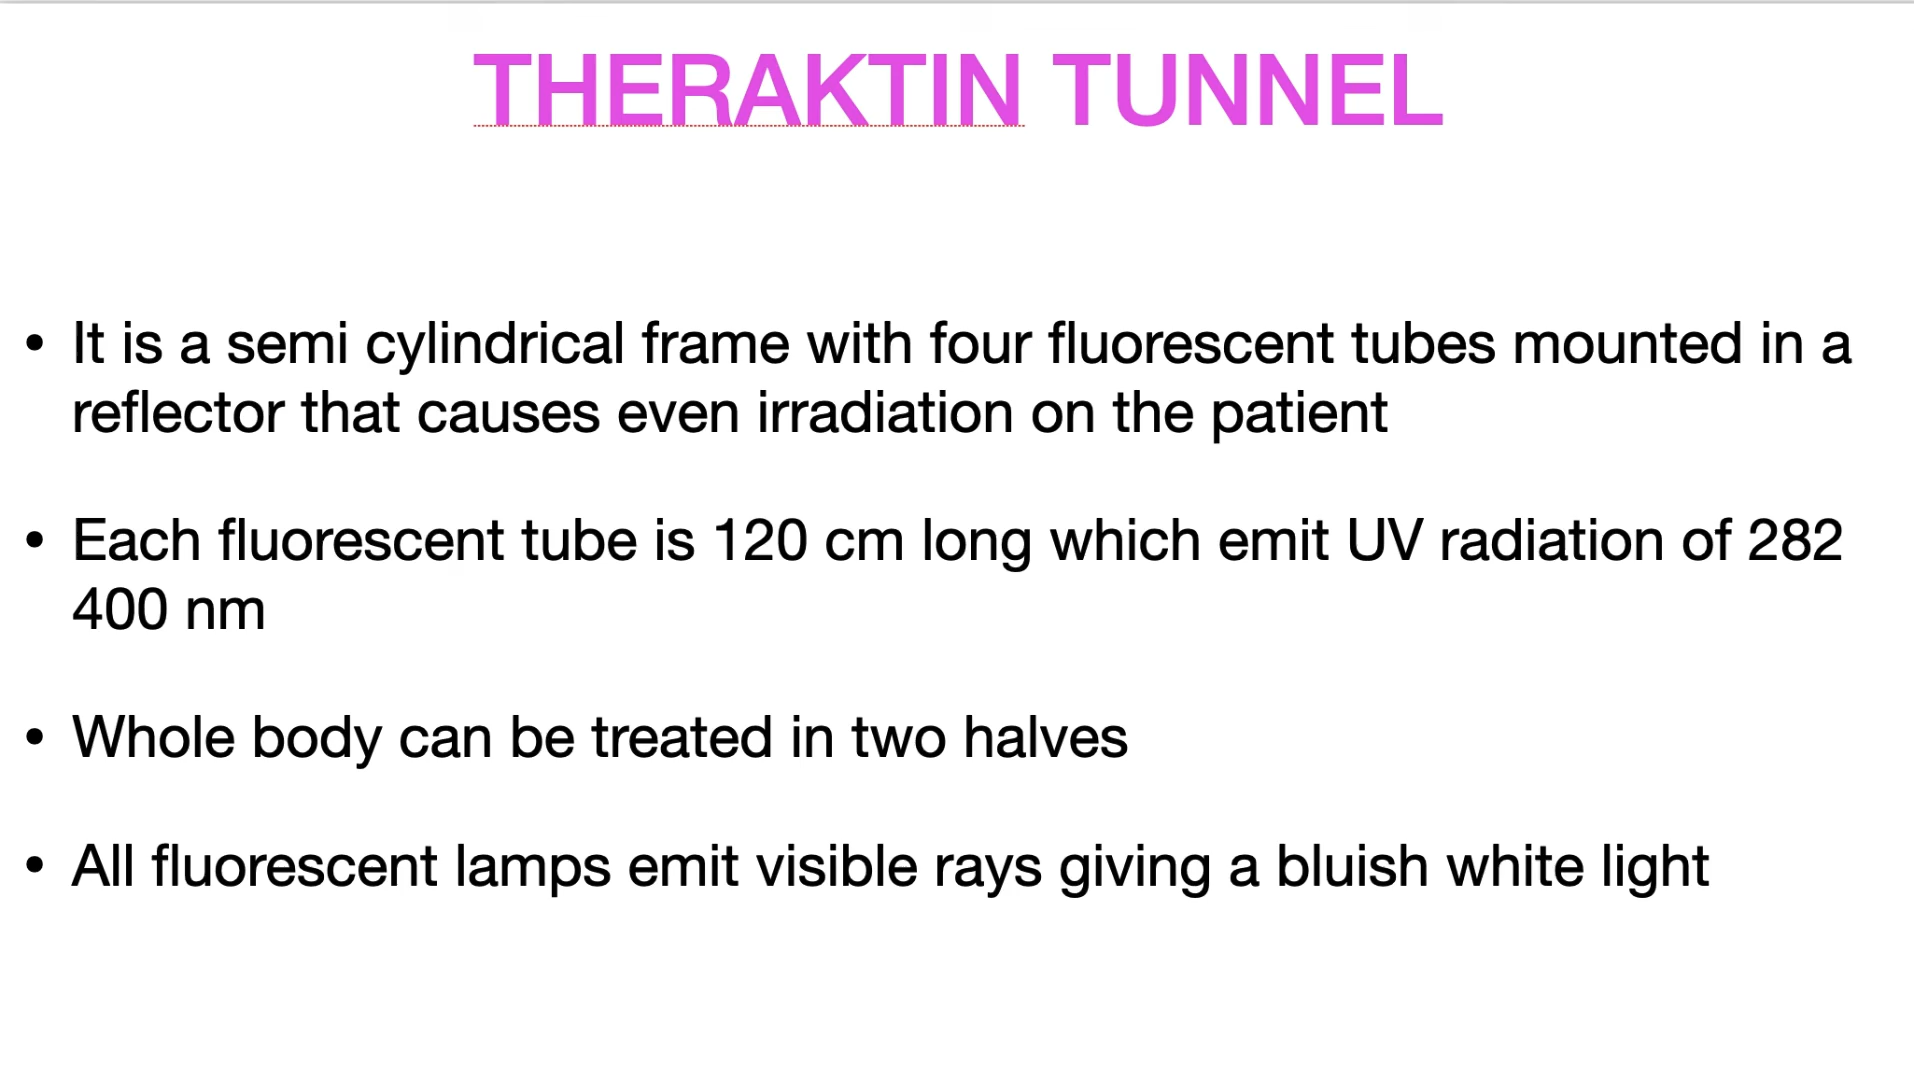 THERAKTIN TUNNEL
• It is a semi cylindrical frame with four fluorescent tubes mounted in a
reflector that causes even irradiation on the patient
• Each fluorescent tube is 120 cm long which emit UV radiation of 282
400 nm
• Whole body can be treated in two halves
• All fluorescent lamps emit visible rays giving a bluish white light